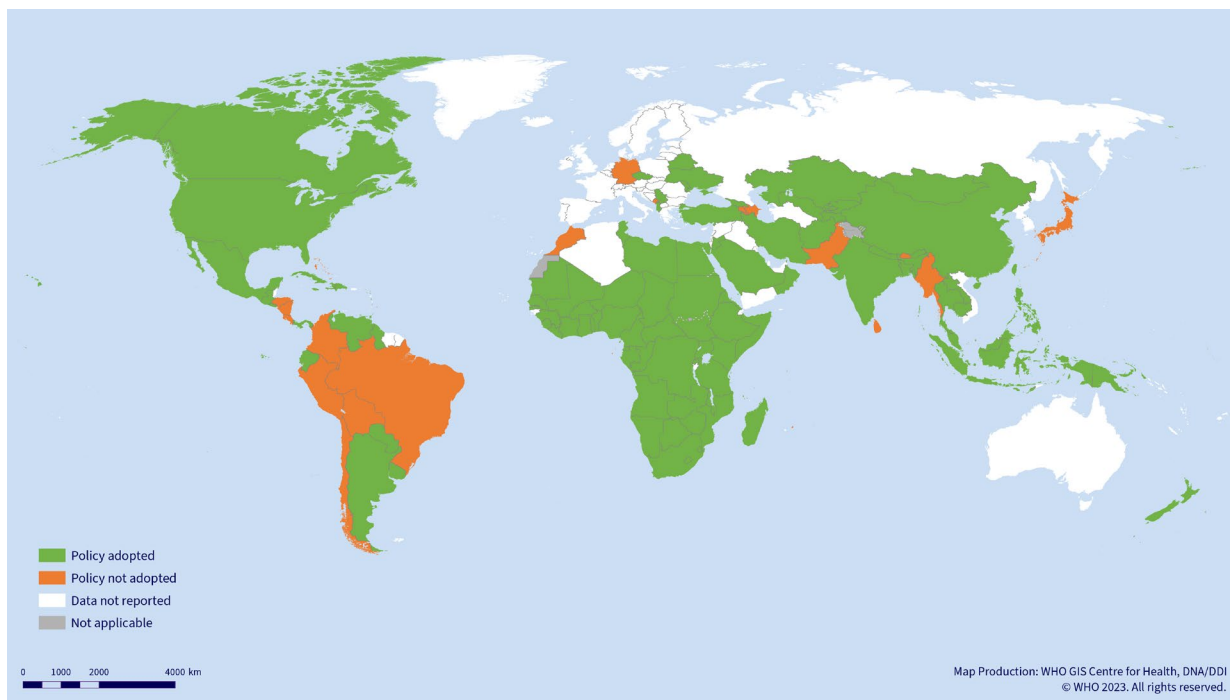 Policy adopted
Policy not adopted
Data not reported
Not applicable
0 1000 2000 4000 km
Map Production: WHO GIS Centre for Health, DNA/DDI
© WHO 2023. All rights reserved.